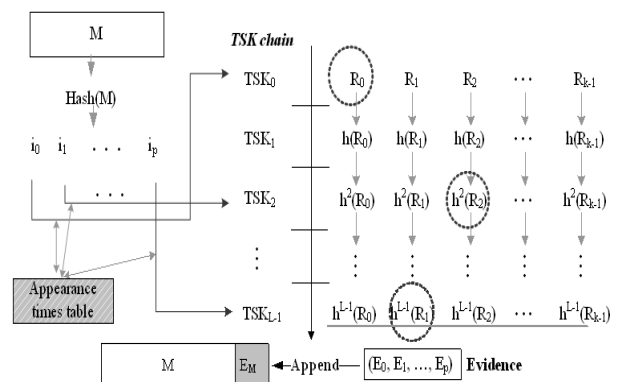 M
Hash(M)
i0 i1 . . . ip
. . .
Appearance
times table
TSK chain
TSK0 R0 R1 R2 ... Rk-1
TSK1 h(R0) h(R1) h(R2) ... h(Rk-1)
TSK2 h2(R0) h2(R1) h2(R2) ... h2(Rk-1)
⋮ ⋮ ⋮ ⋮ ⋮
TSKL-1 hL-1(R0) hL-1(R1) hL-1(R2) ... hL-1(Rk-1)
M EM Append (E0, E1, ..., Ep) Evidence